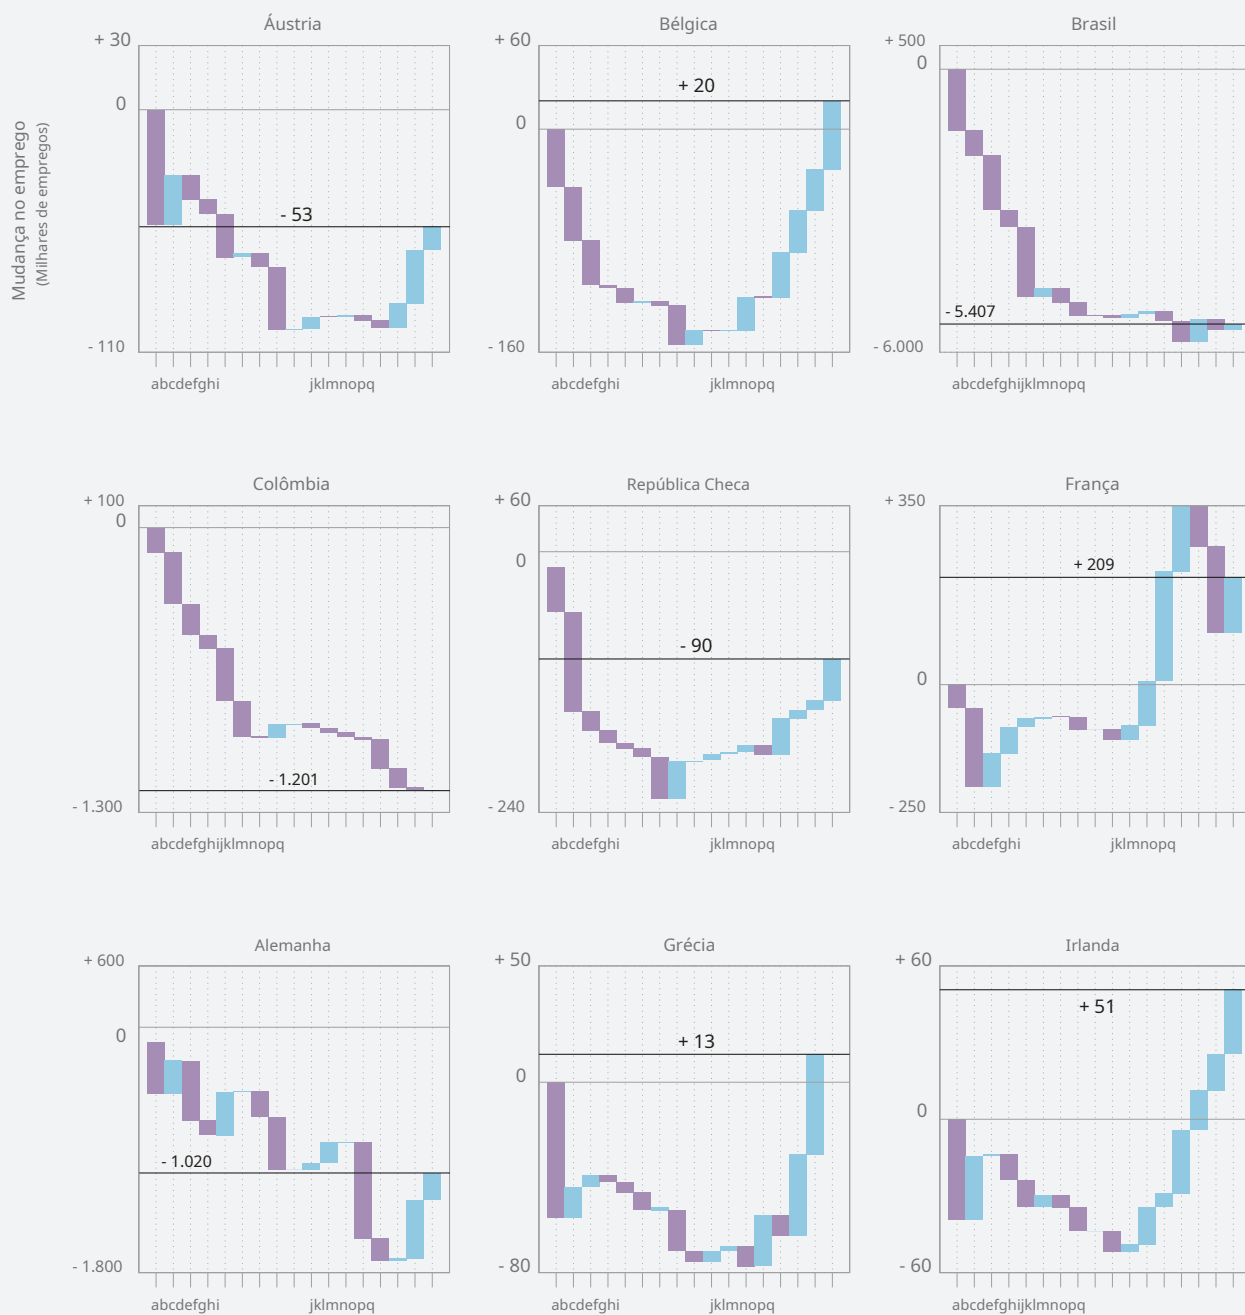 Áustria
+ 30
0
- 53
- 110
abcdefghi jklmnopq
Mudança no emprego
(Milhares de empregos)
Bélgica
+ 60
+ 20
0
- 160
abcdefghi jklmnopq
Brasil
+ 500
0
- 5.407
- 6.000
abcdefghijklmnopq
Colômbia
+ 100
0
- 1.201
- 1.300
abcdefghijklmnopq
República Checa
+ 60
0
- 90
- 240
abcdefghi jklmnopq
França
+ 350
+ 209
0
- 250
abcdefghi jklmnopq
Alemanha
+ 600
0
- 1.020
- 1.800
abcdefghi jklmnopq
Grécia
+ 50
+ 13
0
- 80
abcdefghi jklmnopq
Irlanda
+ 60
+ 51
0
- 60
abcdefghijklmnopq